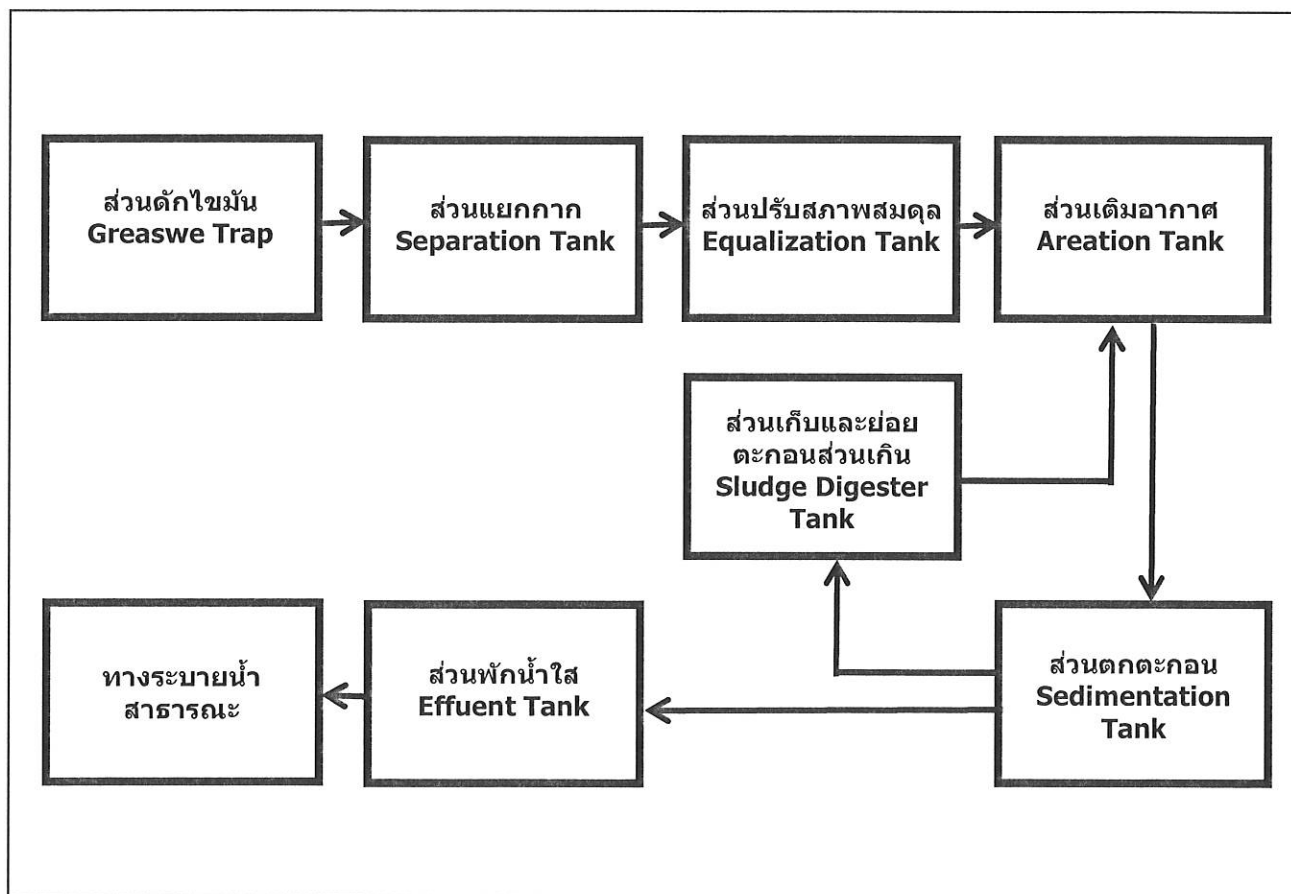 ส่วนดักไขมัน
Greaswe Trap
ส่วนแยกกาก
Separation Tank
ส่วนปรับสภาพสมดุล
Equalization Tank
ส่วนเติมอากาศ
Areation Tank
ส่วนเก็บและย่อย
ตะกอนส่วนเกิน
Sludge Digester
Tank
ทางระบายน้ำ
สาธารณะ
ส่วนพักน้ำใส
Effuent Tank
ส่วนตกตะกอน
Sedimentation
Tank